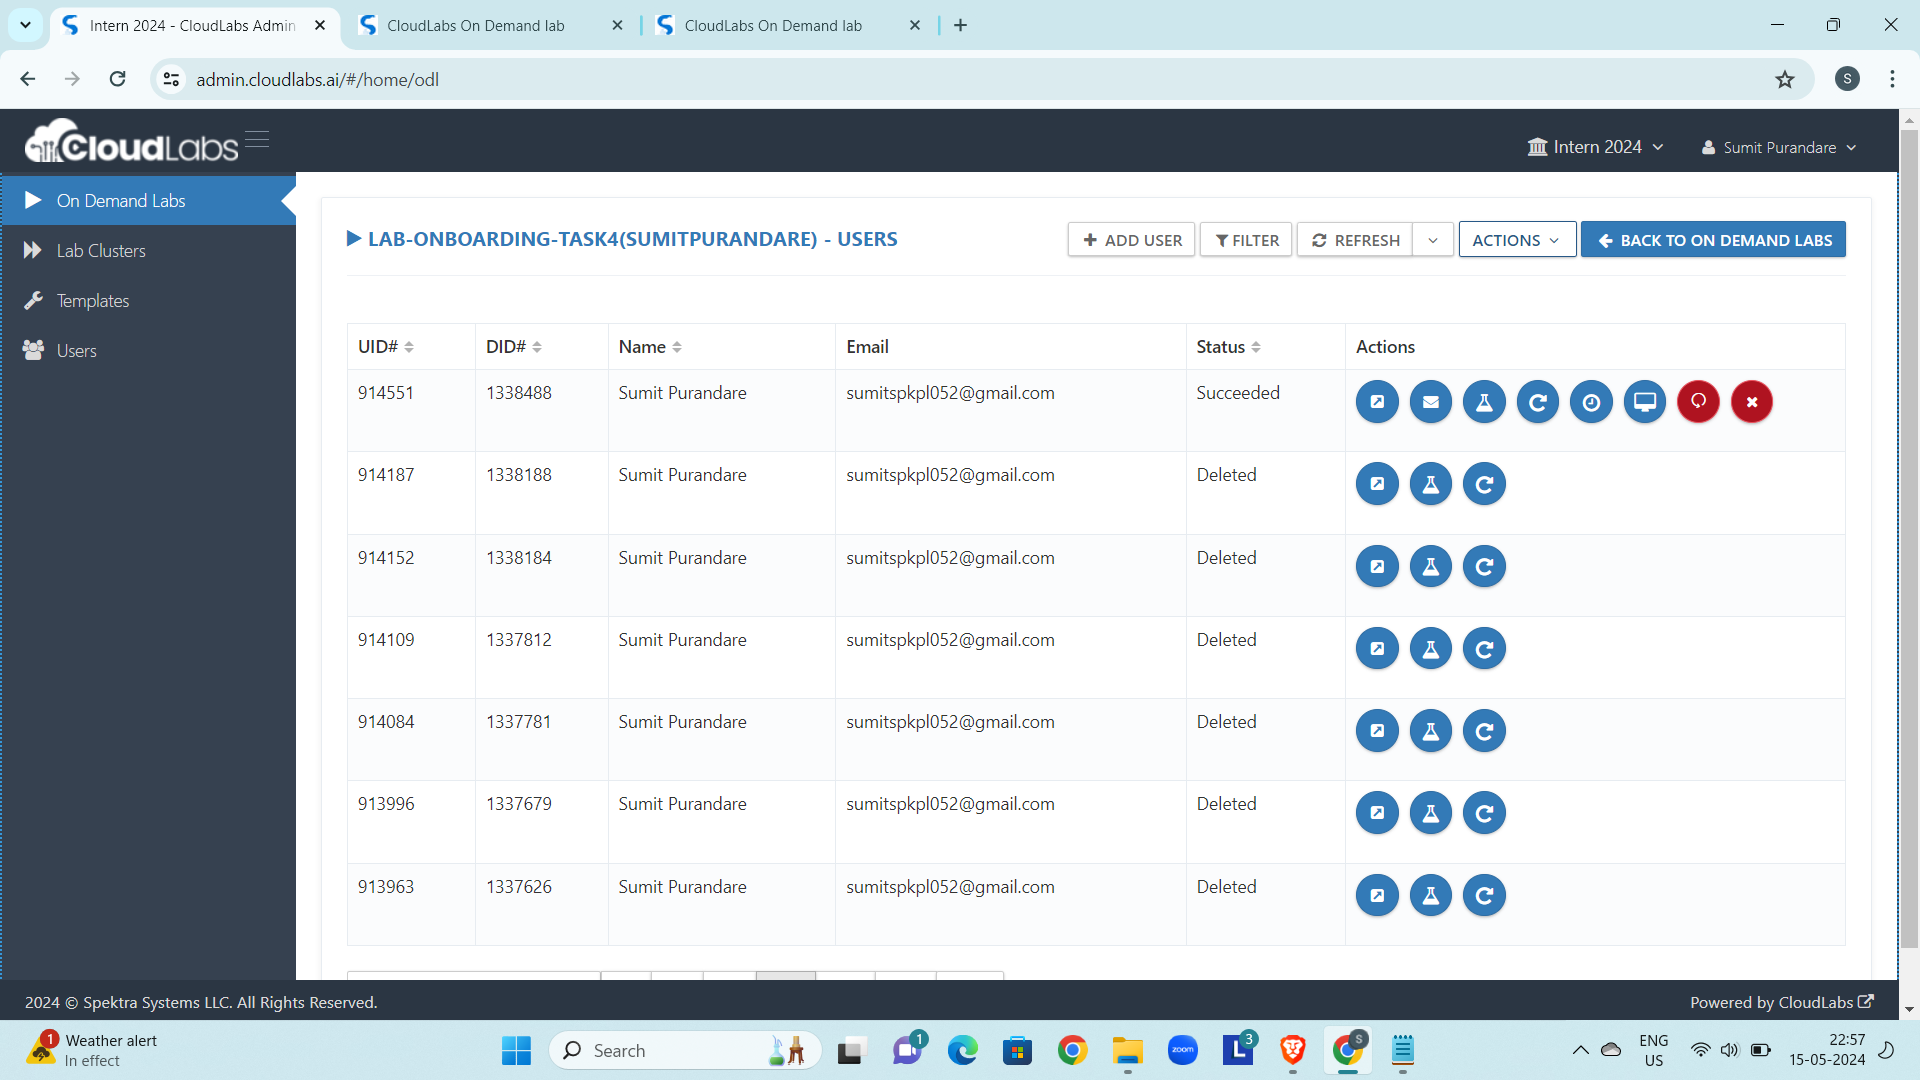 Intern 2024 - CloudLabs Admin
CloudLabs On Demand lab
CloudLabs On Demand lab
admin.cloudlabs.ai/#/home/odl
S
CloudLabs
Intern 2024
Sumit Purandare
On Demand Labs
Lab Clusters
Templates
Users
LAB-ONBOARDING-TASK4(SUMITPURANDARE) - USERS
ADD USER
FILTER
REFRESH
ACTIONS
BACK TO ON DEMAND LABS
UID# DID# Name Email Status Actions
914551 1338488 Sumit Purandare sumitspkpl052@gmail.com Succeeded
914187 1338188 Sumit Purandare sumitspkpl052@gmail.com Deleted
914152 1338184 Sumit Purandare sumitspkpl052@gmail.com Deleted
914109 1337812 Sumit Purandare sumitspkpl052@gmail.com Deleted
914084 1337781 Sumit Purandare sumitspkpl052@gmail.com Deleted
913996 1337679 Sumit Purandare sumitspkpl052@gmail.com Deleted
913963 1337626 Sumit Purandare sumitspkpl052@gmail.com Deleted
2024 © Spektra Systems LLC. All Rights Reserved.
Powered by CloudLabs
1
Weather alert
In effect
Search
1
zoom
L
3
S
ENG
US
22:57
15-05-2024